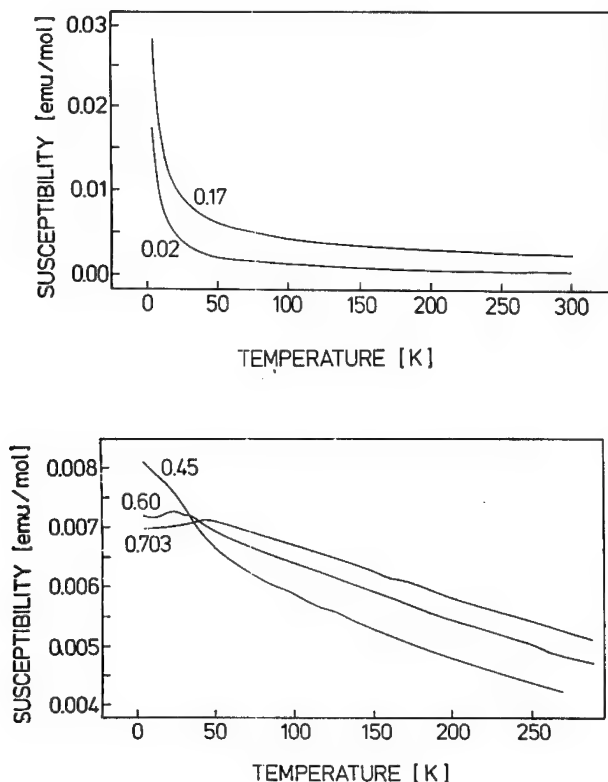 SUSCEPTIBILITY [emu/mol]
0.03
0.02
0.01
0.00
0.17
0.02
0 50 100 150 200 250 300
TEMPERATURE [K]
SUSCEPTIBILITY [emu/mol]
0.008
0.007
0.006
0.005
0.004
0.45
0.60
0.703
0 50 100 150 200 250
TEMPERATURE [K]